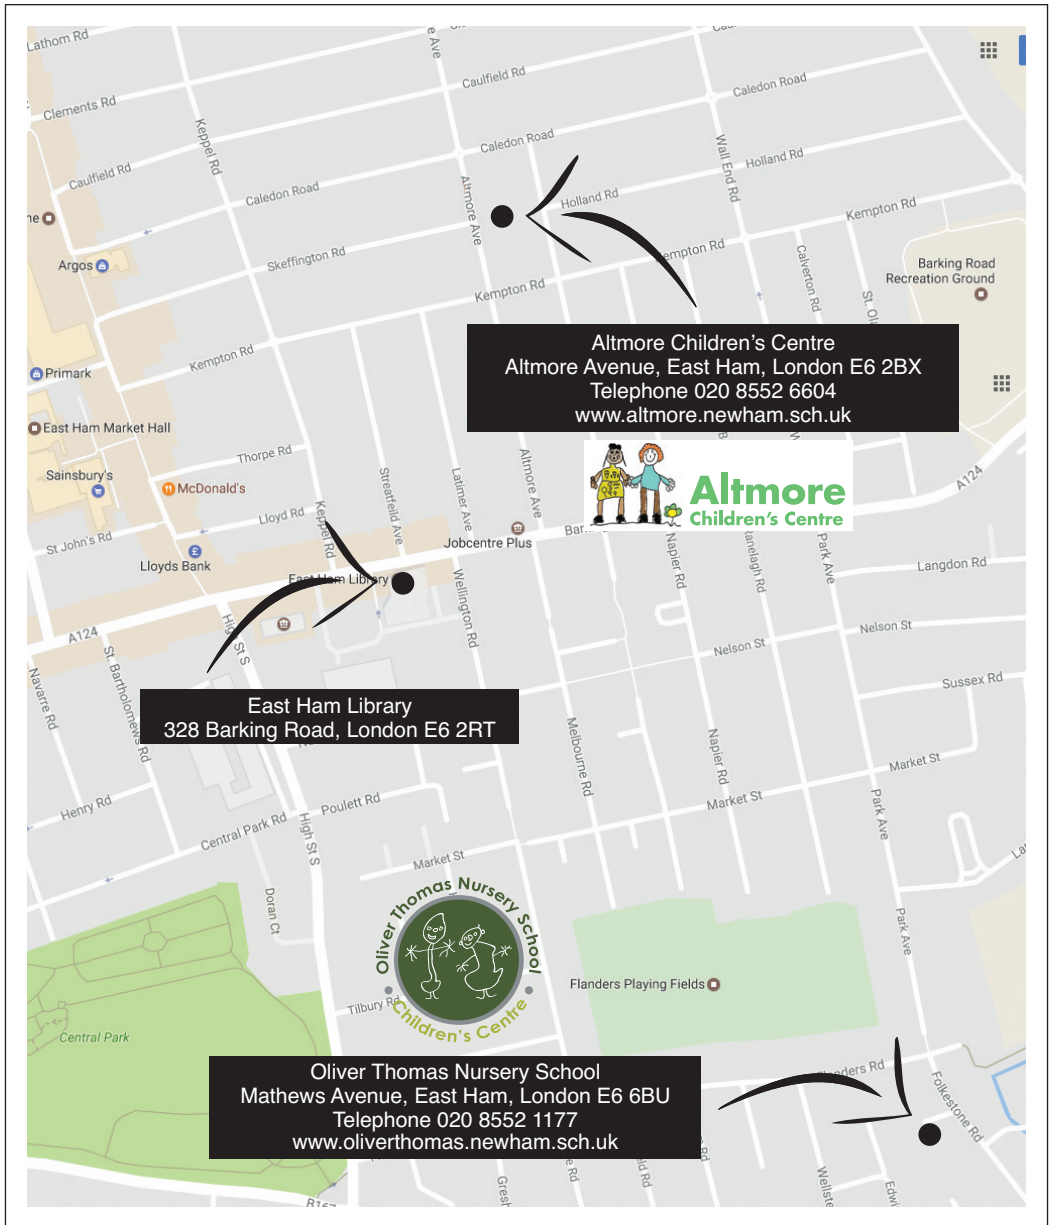 Lathom Rd
Clements Rd
Caulfield Rd
Caledon Road
Keppel Rd
Caulfield Rd
Caledon Road
Caledon Road
Altmore Ave
Wall End Rd
Holland Rd
Holland Rd
Kempton Rd
Argos
Skeffington Rd
Kempton Rd
Calverton Rd
Barking Road
Recreation Ground
Kempton Rd
Primark
Altmore Children's Centre
Altmore Avenue, East Ham, London E6 2BX
Telephone 020 8552 6604
www.altmore.newham.sch.uk
East Ham Market Hall
Thorpe Rd
Sainsbury's
McDonald's
Streatfeild Ave
Latimer Ave
Altmore Ave
Altmore
Children's Centre
A124
Keppel Rd
Lloyd Rd
St John's Rd
Lloyds Bank
Jobcentre Plus
East Ham Library
Wellington Rd
Napier Rd
Park Ave
Langdon Rd
A124
High St S
Nelson St
Nelson St
Navarre Rd
St. Bartholomews Rd
Sussex Rd
East Ham Library
328 Barking Road, London E6 2RT
Melbourne Rd
Napier Rd
Market St
Market St
Park Ave
Henry Rd
Central Park Rd
Poulett Rd
High St S
Market St
Doran Ct
Park Ave
Oliver Thomas Nursery School
Children's Centre
Flanders Playing Fields
Tilbury Rd
Central Park
Oliver Thomas Nursery School
Mathews Avenue, East Ham, London E6 6BU
Telephone 020 8552 1177
www.oliverthomas.newham.sch.uk
Flanders Rd
Folkestone Rd